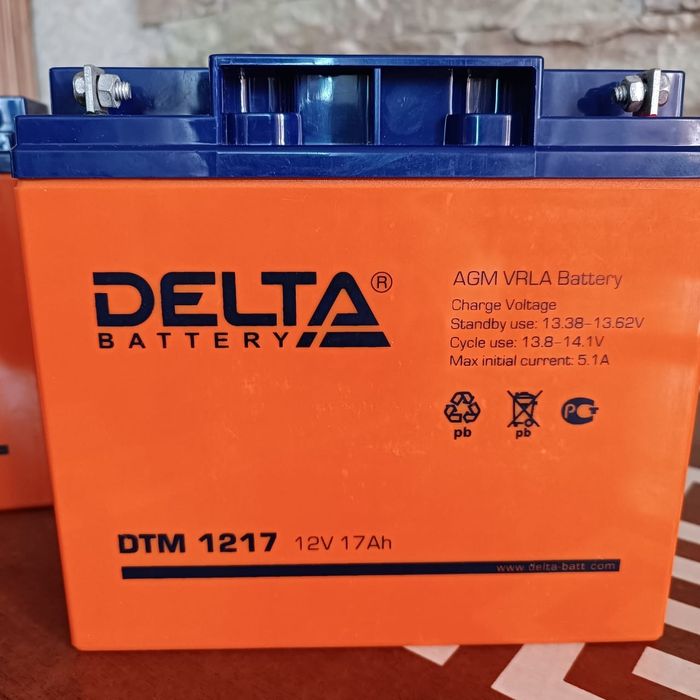 DELTA®
BATTERY
AGM VRLA Battery
Charge Voltage
Standby use: 13.38-13.62V
Cycle use: 13.8-14.1V
Max initial current: 5.1A
pb
pb
PCT
DTM 1217 12V 17Ah
www.delta-batt.com